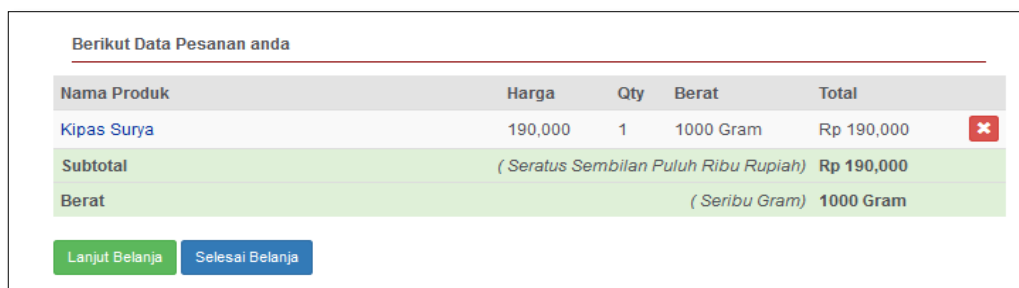 Berikut Data Pesanan anda
Nama Produk Harga Qty Berat Total
Kipas Surya 190,000 1 1000 Gram Rp 190,000
Subtotal ( Seratus Sembilan Puluh Ribu Rupiah) Rp 190,000
Berat ( Seribu Gram) 1000 Gram
Lanjut Belanja Selesai Belanja